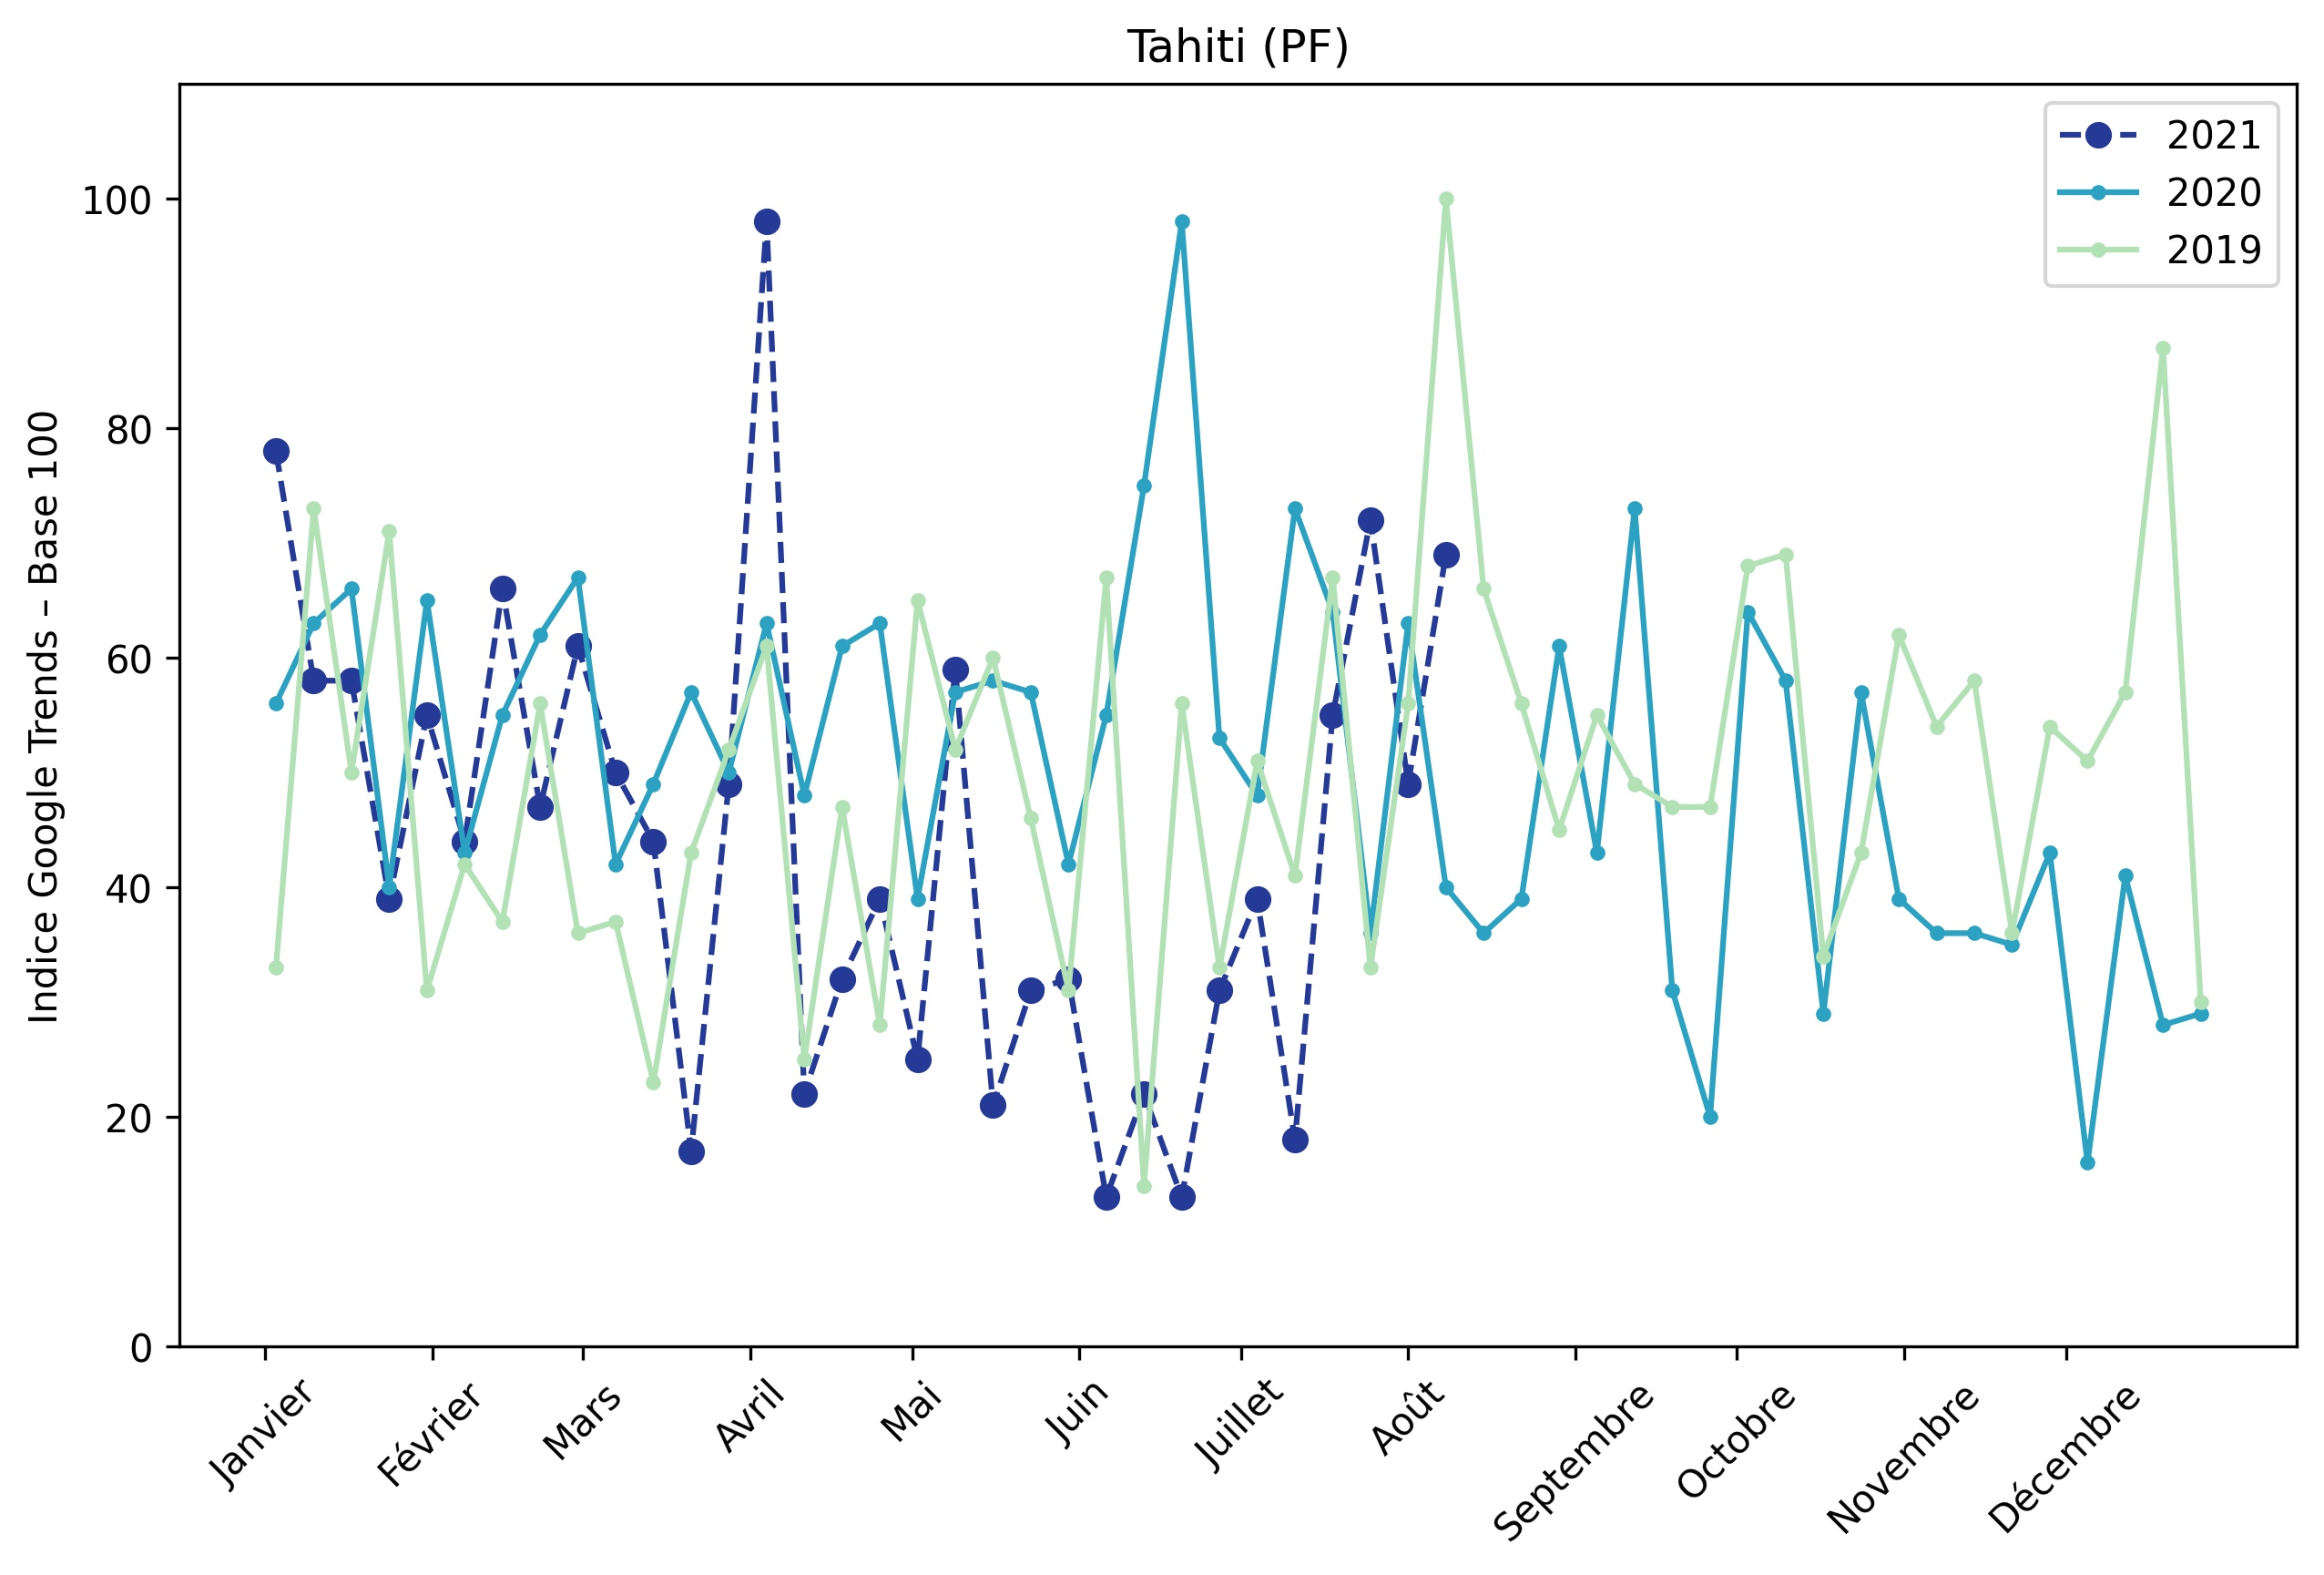 Tahiti (PF)
2021
2020
2019
Indice Google Trends – Base 100
100
80
60
40
20
0
Janvier
Février
Mars
Avril
Mai
Juin
Juillet
Août
Septembre
Octobre
Novembre
Décembre